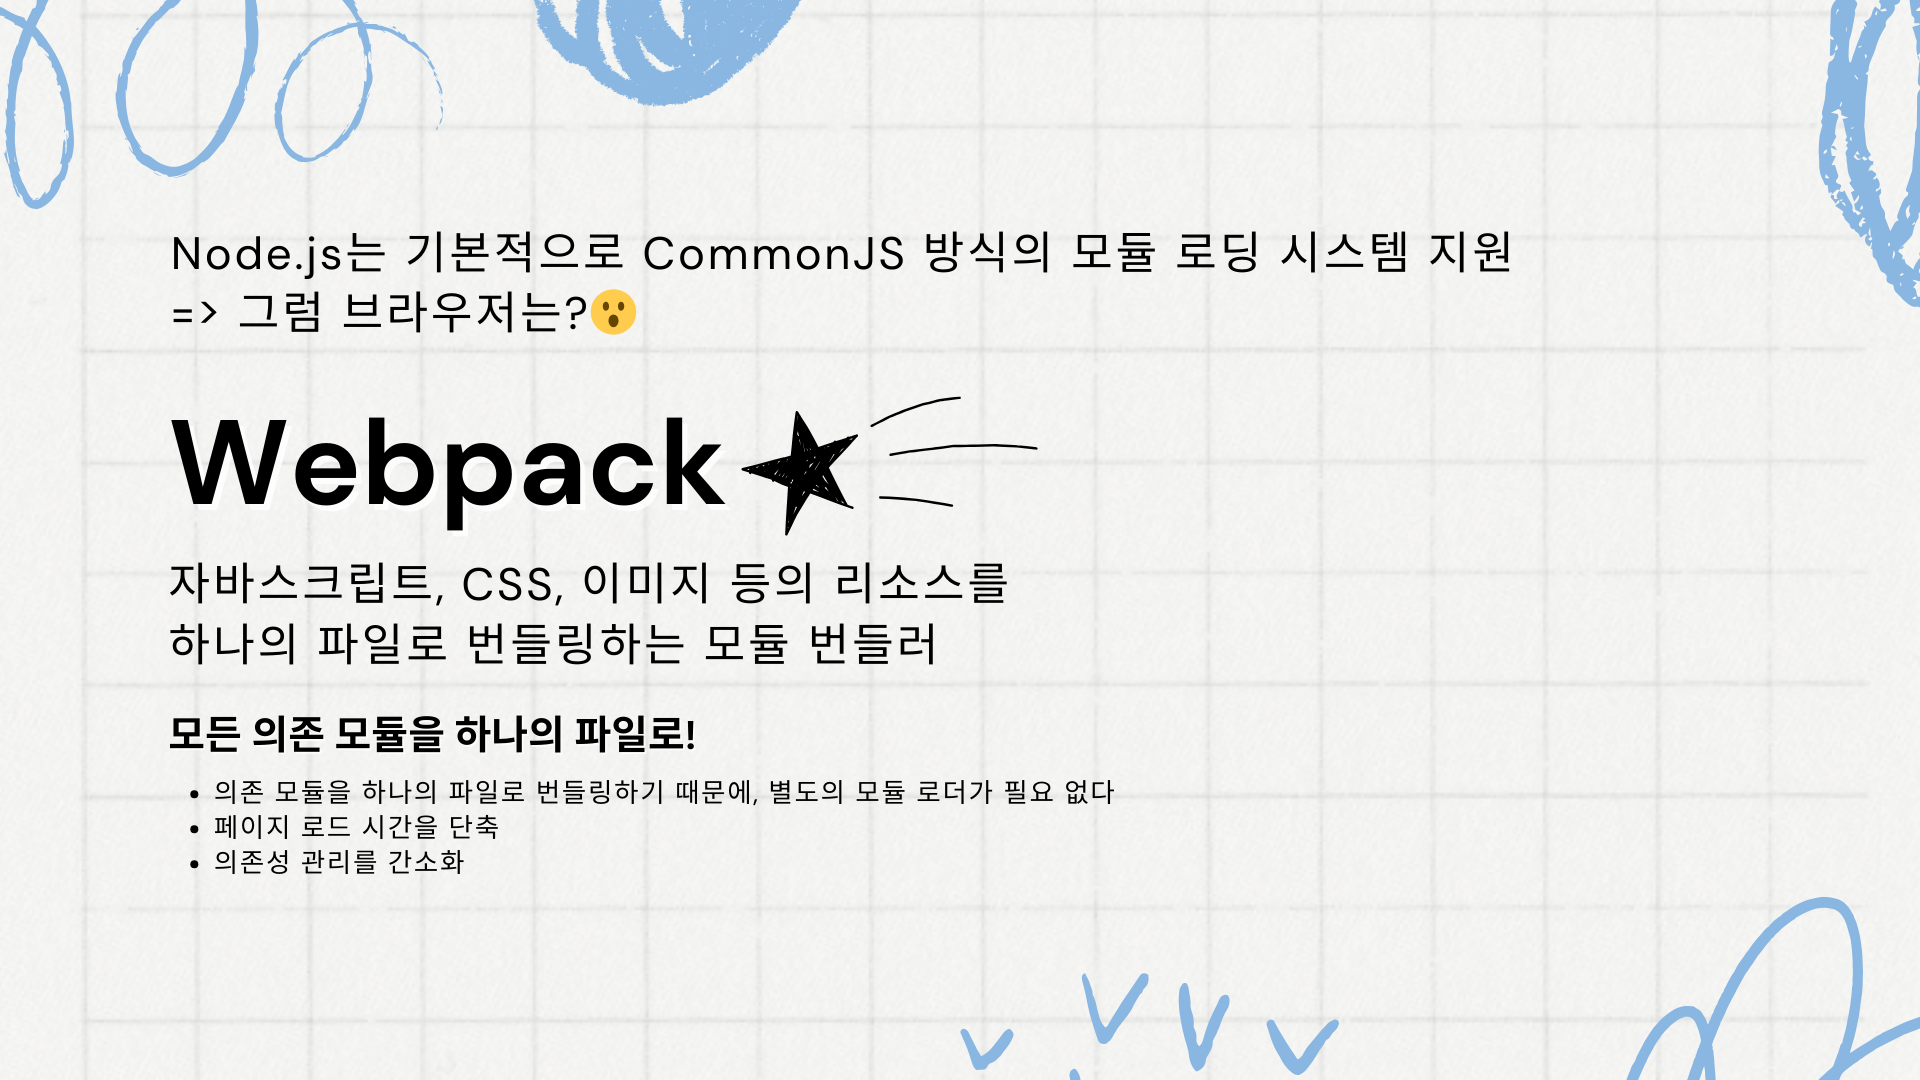 Node.js는 기본적으로 CommonJS 방식의 모듈 로딩 시스템 지원
=> 그럼 브라우저는?😮
Webpack
자바스크립트, CSS, 이미지 등의 리소스를
하나의 파일로 번들링하는 모듈 번들러
모든 의존 모듈을 하나의 파일로!
• 의존 모듈을 하나의 파일로 번들링하기 때문에, 별도의 모듈 로더가 필요 없다
• 페이지 로드 시간을 단축
• 의존성 관리를 간소화